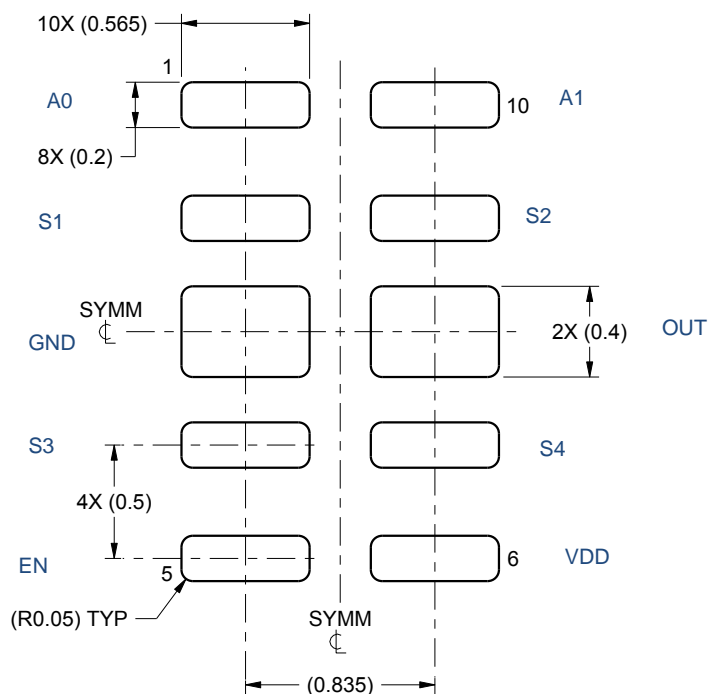 10X (0.565)
1
A0
10
A1
8X (0.2)
S1
S2
SYMM
℄
GND
2X (0.4)
OUT
S3
S4
4X (0.5)
EN
5
6
VDD
(R0.05) TYP
SYMM
℄
(0.835)